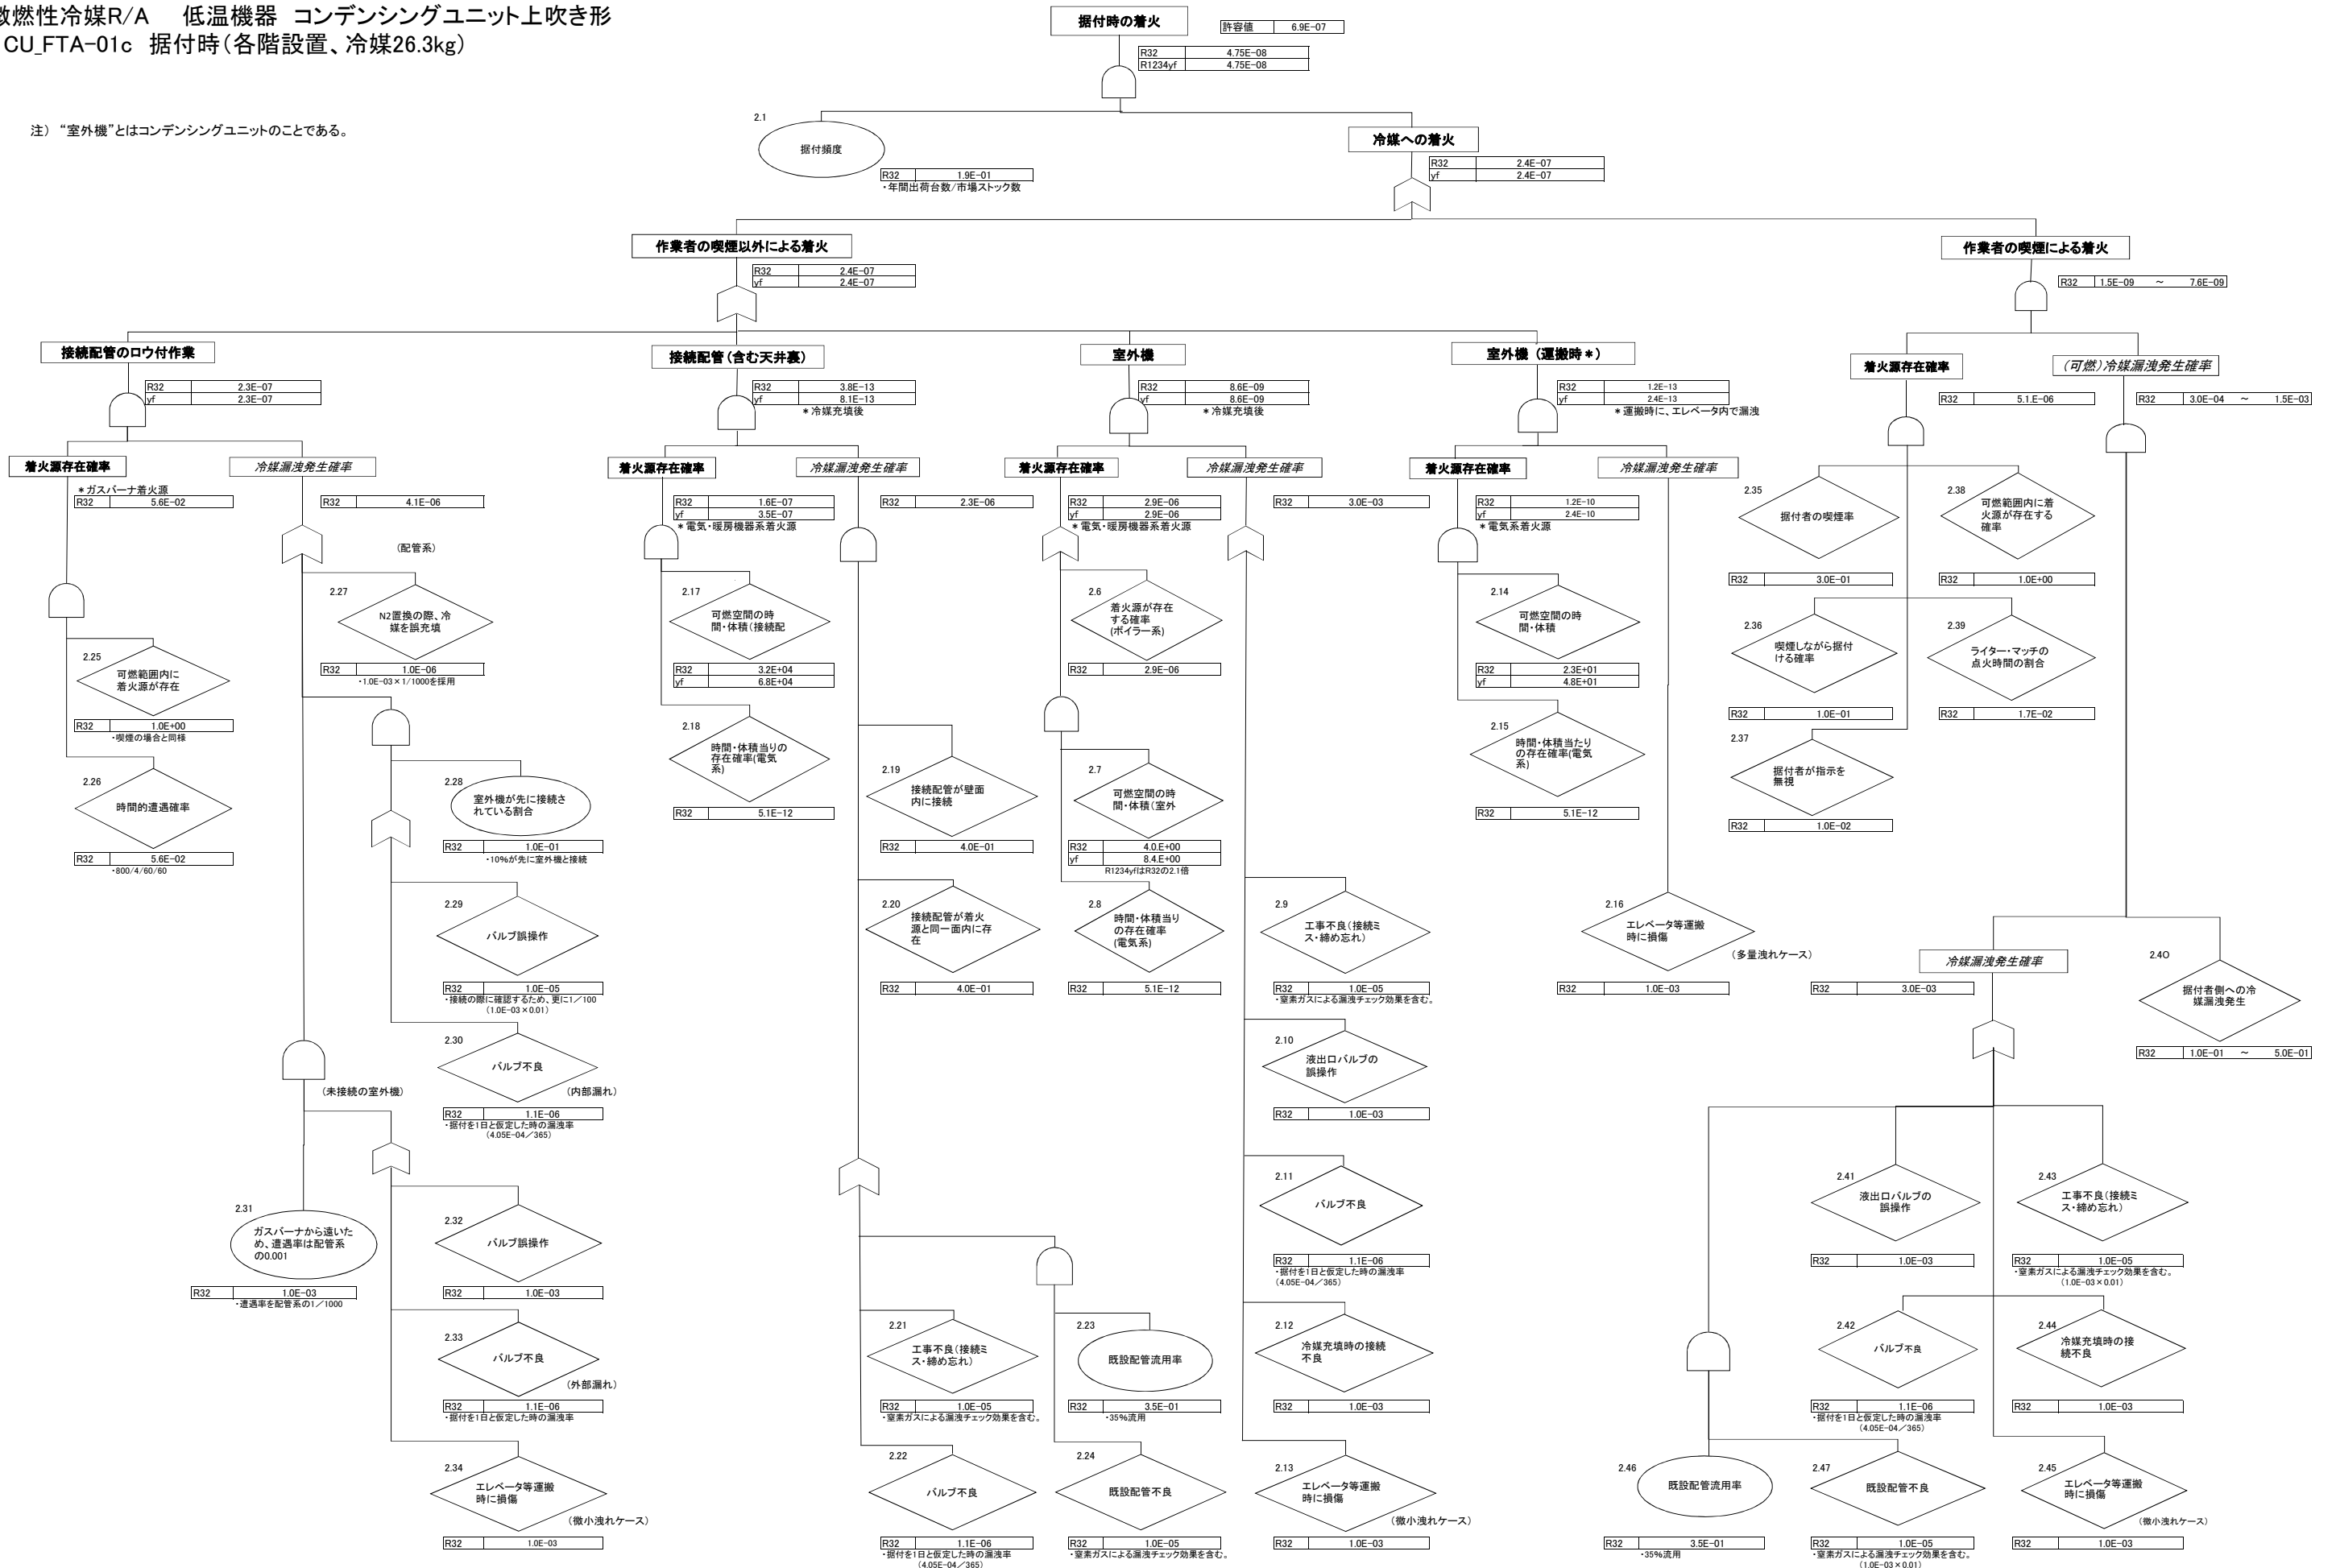 微燃性冷媒R/A 低温機器 コンデンシングユニット上吹き形
CU_FTA-01c 据付時(各階設置、冷媒26.3kg)
注) “室外機”とはコンデンシングユニットのことである。
据付時の着火
許容値 6.9E-07
R32 4.75E-08
R1234yf 4.75E-08
2.1
据付頻度
R32 1.9E-01
・年間出荷台数/市場ストック数
冷媒への着火
R32 2.4E-07
yf 2.4E-07
作業者の喫煙以外による着火
R32 2.4E-07
yf 2.4E-07
作業者の喫煙による着火
R32 1.5E-09 ~ 7.6E-09
接続配管のロウ付作業
R32 2.3E-07
yf 2.3E-07
接続配管(含む天井裏)
R32 3.8E-13
yf 8.1E-13
*冷媒充填後
室外機
R32 8.6E-09
yf 8.6E-09
*冷媒充填後
室外機(運搬時*)
R32 1.2E-13
yf 2.4E-13
*運搬時に、エレベータ内で漏洩
着火源存在確率
R32 5.1.E-06
(可燃)冷媒漏洩発生確率
R32 3.0E-04 ~ 1.5E-03
着火源存在確率
*ガスバーナ着火源
R32 5.6E-02
冷媒漏洩発生確率
R32 4.1E-06
(配管系)
着火源存在確率
R32 1.6E-07
yf 3.5E-07
*電気・暖房機器系着火源
冷媒漏洩発生確率
R32 2.3E-06
着火源存在確率
R32 2.9E-06
yf 2.9E-06
*電気・暖房機器系着火源
冷媒漏洩発生確率
R32 3.0E-03
着火源存在確率
R32 1.2E-10
yf 2.4E-10
*電気系着火源
冷媒漏洩発生確率
2.25
可燃範囲内に
着火源が存在
R32 1.0E+00
・喫煙の場合と同様
2.26
時間的遭遇確率
R32 5.6E-02
・800/4/60/60
2.27
N2置換の際、冷
媒を誤充填
R32 1.0E-06
・1.0E-03×1/1000を採用
2.28
室外機が先に接続さ
れている割合
R32 1.0E-01
・10%が先に室外機と接続
2.29
バルブ誤操作
R32 1.0E-05
・接続の際に確認するため、更に1/100
(1.0E-03×0.01)
2.30
バルブ不良
(内部漏れ)
R32 1.1E-06
・据付を1日と仮定した時の漏洩率
(4.05E-04/365)
(未接続の室外機)
2.31
ガスバーナから遠いた
め、遭遇率は配管系
の0.001
R32 1.0E-03
・遭遇率を配管系の1/1000
2.32
バルブ誤操作
R32 1.0E-03
2.33
バルブ不良
(外部漏れ)
R32 1.1E-06
・据付を1日と仮定した時の漏洩率
2.34
エレベータ等運搬
時に損傷
(微小洩れケース)
R32 1.0E-03
2.17
可燃空間の時
間・体積(接続配
R32 3.2E+04
yf 6.8E+04
2.18
時間・体積当りの
存在確率(電気
系)
R32 5.1E-12
2.19
接続配管が壁面
内に接続
R32 4.0E-01
2.20
接続配管が着火
源と同一面内に存
在
R32 4.0E-01
2.21
工事不良(接続ミ
ス・締め忘れ)
R32 1.0E-05
・窒素ガスによる漏洩チェック効果を含む。
2.22
バルブ不良
R32 1.1E-06
・据付を1日と仮定した時の漏洩率
(4.05E-04/365)
2.23
既設配管流用率
R32 3.5E-01
・35%流用
2.24
既設配管不良
R32 1.0E-05
・窒素ガスによる漏洩チェック効果を含む。
2.6
着火源が存在
する確率
(ボイラー系)
R32 2.9E-06
2.7
可燃空間の時
間・体積(室外
R32 4.0.E+00
yf 8.4.E+00
R1234yfはR32の2.1倍
2.8
時間・体積当り
の存在確率
(電気系)
R32 5.1E-12
2.9
工事不良(接続ミ
ス・締め忘れ)
R32 1.0E-05
・窒素ガスによる漏洩チェック効果を含む。
2.10
液出口バルブの
誤操作
R32 1.0E-03
2.11
バルブ不良
R32 1.1E-06
・据付を1日と仮定した時の漏洩率
(4.05E-04/365)
2.12
冷媒充填時の接続
不良
R32 1.0E-03
2.13
エレベータ等運搬
時に損傷
(微小洩れケース)
R32 1.0E-03
2.14
可燃空間の時
間・体積
R32 2.3E+01
yf 4.8E+01
2.15
時間・体積当たり
の存在確率(電気
系)
R32 5.1E-12
2.16
エレベータ等運搬
時に損傷
(多量洩れケース)
R32 1.0E-03
2.35
据付者の喫煙率
R32 3.0E-01
2.38
可燃範囲内に着
火源が存在する
確率
R32 1.0E+00
2.36
喫煙しながら据付
ける確率
R32 1.0E-01
2.39
ライター・マッチの
点火時間の割合
R32 1.7E-02
2.37
据付者が指示を
無視
R32 1.0E-02
冷媒漏洩発生確率
R32 3.0E-03
2.40
据付者側への冷
媒漏洩発生
R32 1.0E-01 ~ 5.0E-01
2.41
液出口バルブの
誤操作
R32 1.0E-03
2.43
工事不良(接続ミ
ス・締め忘れ)
R32 1.0E-05
・窒素ガスによる漏洩チェック効果を含む。
(1.0E-03×0.01)
2.42
バルブ不良
R32 1.1E-06
・据付を1日と仮定した時の漏洩率
(4.05E-04/365)
2.44
冷媒充填時の接
続不良
R32 1.0E-03
2.46
既設配管流用率
R32 3.5E-01
・35%流用
2.47
既設配管不良
R32 1.0E-05
・窒素ガスによる漏洩チェック効果を含む。
(1.0E-03×0.01)
2.45
エレベータ等運搬
時に損傷
(微小洩れケース)
R32 1.0E-03